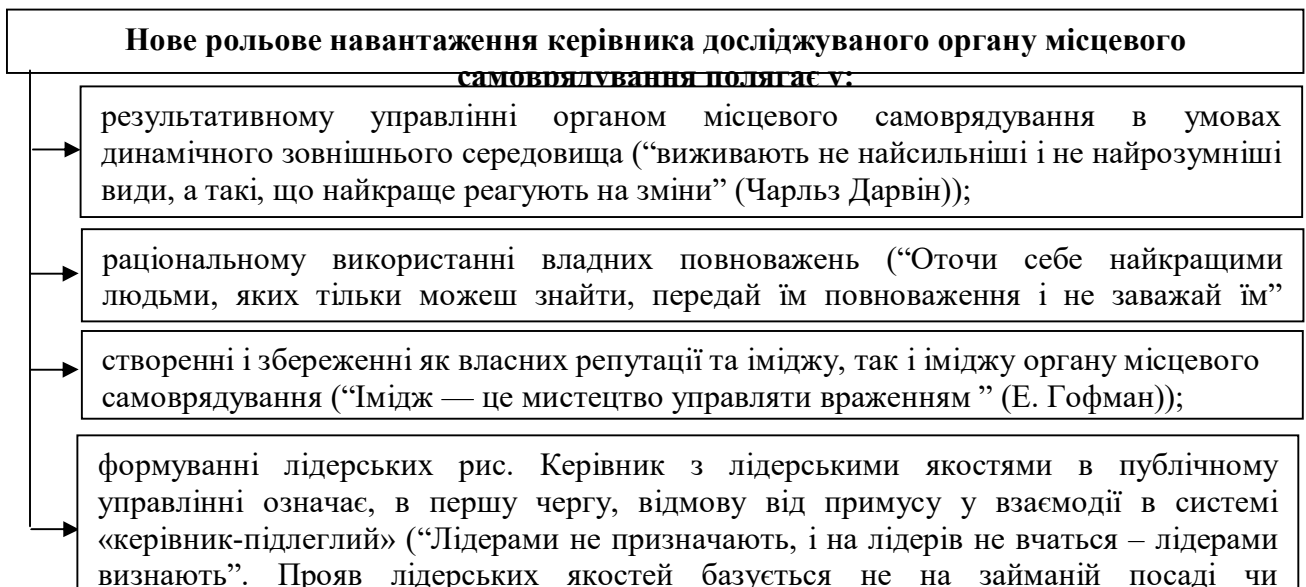 Нове рольове навантаження керівника досліджуваного органу місцевого
самоврядування полягає у:
результативному управлінні органом місцевого самоврядування в умовах
динамічного зовнішнього середовища (“виживають не найсильніші і не найрозумніші
види, а такі, що найкраще реагують на зміни” (Чарльз Дарвін));
раціональному використанні владних повноважень (“Оточи себе найкращими
людьми, яких тільки можеш знайти, передай їм повноваження і не заважай їм”
створенні і збереженні як власних репутації та іміджу, так і іміджу органу місцевого
самоврядування (“Імідж — це мистецтво управляти враженням ” (Е. Гофман));
формуванні лідерських рис. Керівник з лідерськими якостями в публічному
управлінні означає, в першу чергу, відмову від примусу у взаємодії в системі
«керівник-підлеглий» (“Лідерами не призначають, і на лідерів не вчаться – лідерами
визнають”. Прояв лідерських якостей базується не на займаній посаді чи